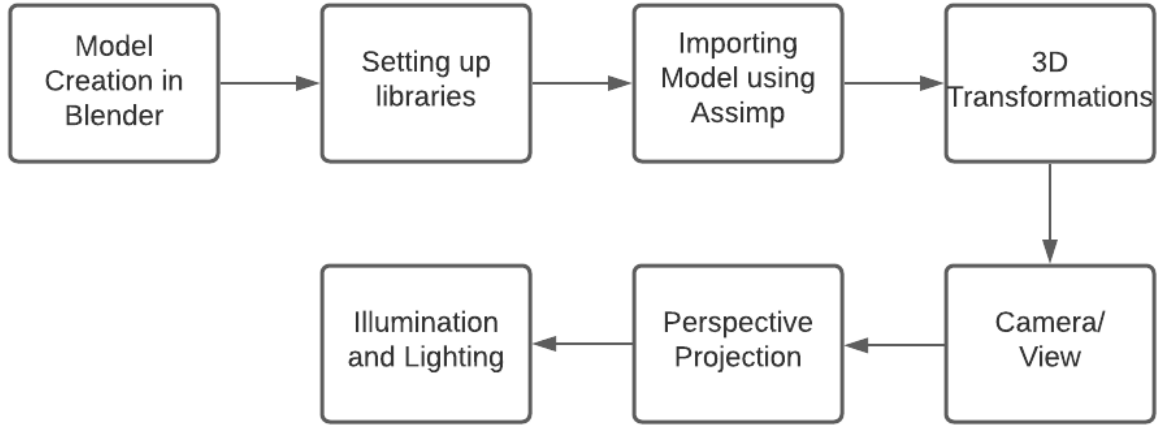 Model
Creation in
Blender
Setting up
libraries
Importing
Model using
Assimp
3D
Transformations
Camera/
View
Perspective
Projection
Illumination
and Lighting